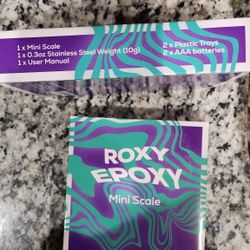 1 x Mini Scale
1 x 0.3oz Stainless Steel Weight (10g)
1 x User Manual
2 x Plastic Trays
2 x AAA batteries
ROXY
EPOXY
Mini Scale